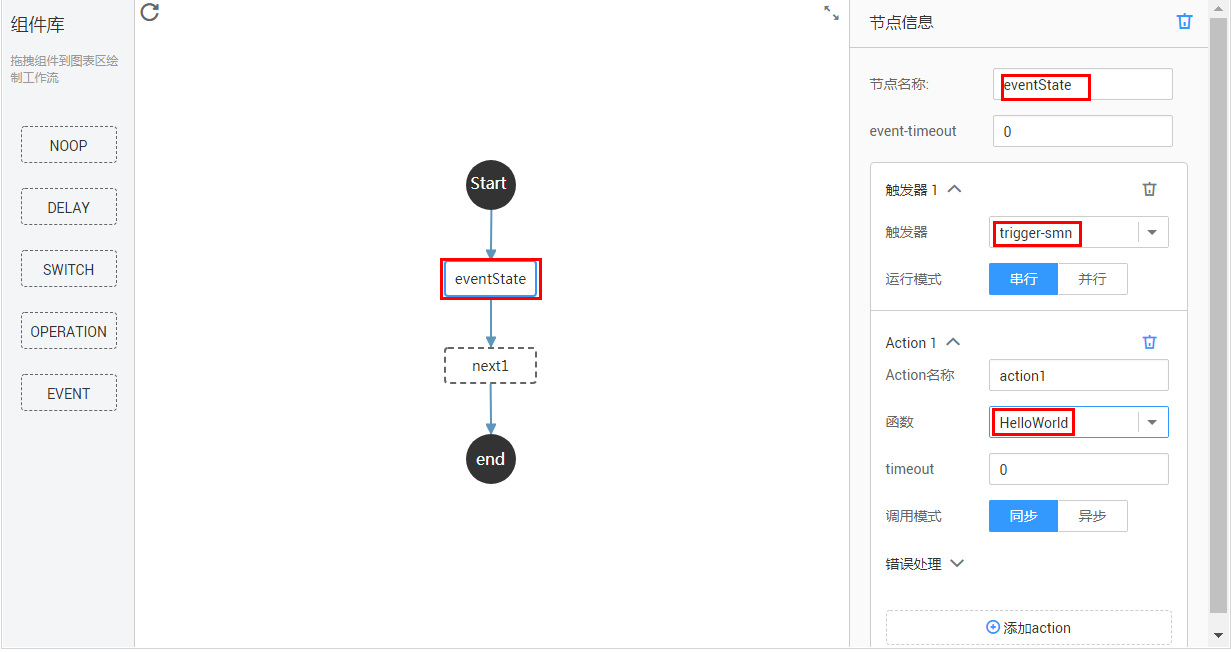 组件库
拖拽组件到图表区绘
制工作流
NOOP
DELAY
SWITCH
OPERATION
EVENT
Start
eventState
next1
end
节点信息
节点名称:
eventState
event-timeout
0
触发器 1
触发器
trigger-smn
运行模式
串行
并行
Action 1
Action名称
action1
函数
HelloWorld
timeout
0
调用模式
同步
异步
错误处理
添加action